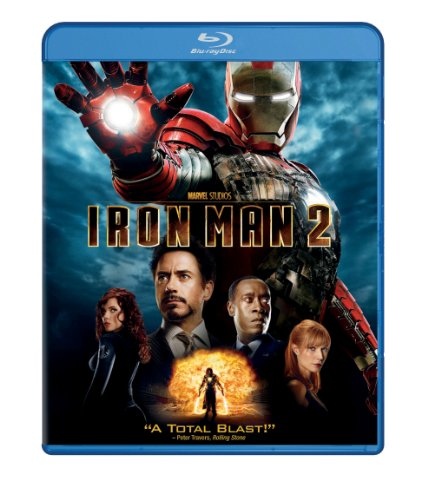 Blu-ray Disc
MARVEL STUDIOS
IRON MAN 2
"A TOTAL BLAST!"
– Peter Travers, Rolling Stone